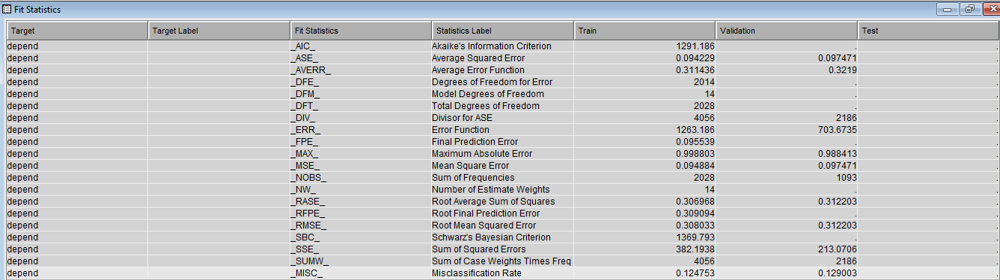 Fit Statistics
Target Target Label Fit Statistics Statistics Label Train Validation Test
depend _AIC_ Akaike's Information Criterion 1291.186 . .
depend _ASE_ Average Squared Error 0.094229 0.097471 .
depend _AVERR_ Average Error Function 0.311436 0.3219 .
depend _DFE_ Degrees of Freedom for Error 2014 . .
depend _DFM_ Model Degrees of Freedom 14 . .
depend _DFT_ Total Degrees of Freedom 2028 . .
depend _DIV_ Divisor for ASE 4056 2186 .
depend _ERR_ Error Function 1263.186 703.6735 .
depend _FPE_ Final Prediction Error 0.095539 . .
depend _MAX_ Maximum Absolute Error 0.998803 0.988413 .
depend _MSE_ Mean Square Error 0.094884 0.097471 .
depend _NOBS_ Sum of Frequencies 2028 1093 .
depend _NW_ Number of Estimate Weights 14 . .
depend _RASE_ Root Average Sum of Squares 0.306968 0.312203 .
depend _RFPE_ Root Final Prediction Error 0.309094 . .
depend _RMSE_ Root Mean Squared Error 0.308033 0.312203 .
depend _SBC_ Schwarz's Bayesian Criterion 1369.793 . .
depend _SSE_ Sum of Squared Errors 382.1938 213.0706 .
depend _SUMW_ Sum of Case Weights Times Freq 4056 2186 .
depend _MISC_ Misclassification Rate 0.124753 0.129003 .